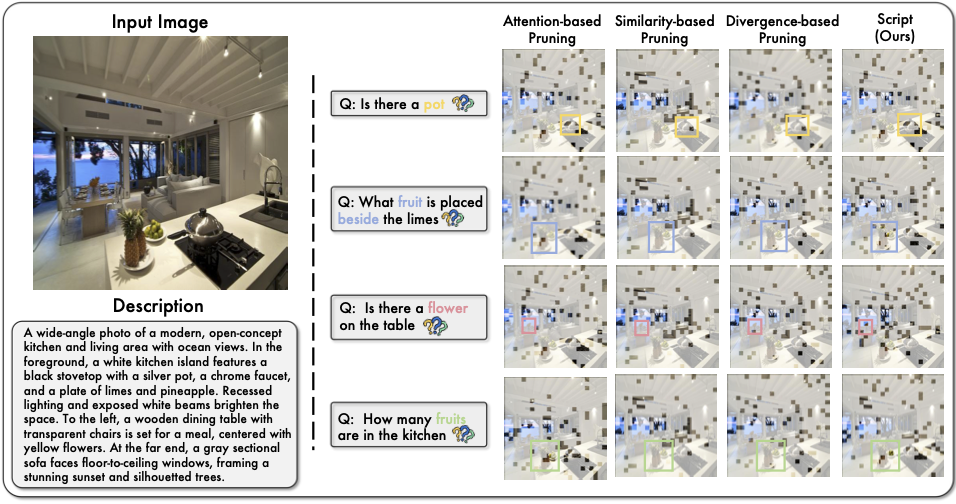 Input Image
Attention-based
Pruning
Similarity-based
Pruning
Divergence-based
Pruning
Script
(Ours)
Q: Is there a pot
Q: What fruit is placed
beside the limes
Q: Is there a flower
on the table
Q: How many fruits
are in the kitchen
Description
A wide-angle photo of a modern, open-concept
kitchen and living area with ocean views. In the
foreground, a white kitchen island features a
black stovetop with a silver pot, a chrome faucet,
and a plate of limes and pineapple. Recessed
lighting and exposed white beams brighten the
space. To the left, a wooden dining table with
transparent chairs is set for a meal, centered with
yellow flowers. At the far end, a gray sectional
sofa faces floor-to-ceiling windows, framing a
stunning sunset and silhouetted trees.